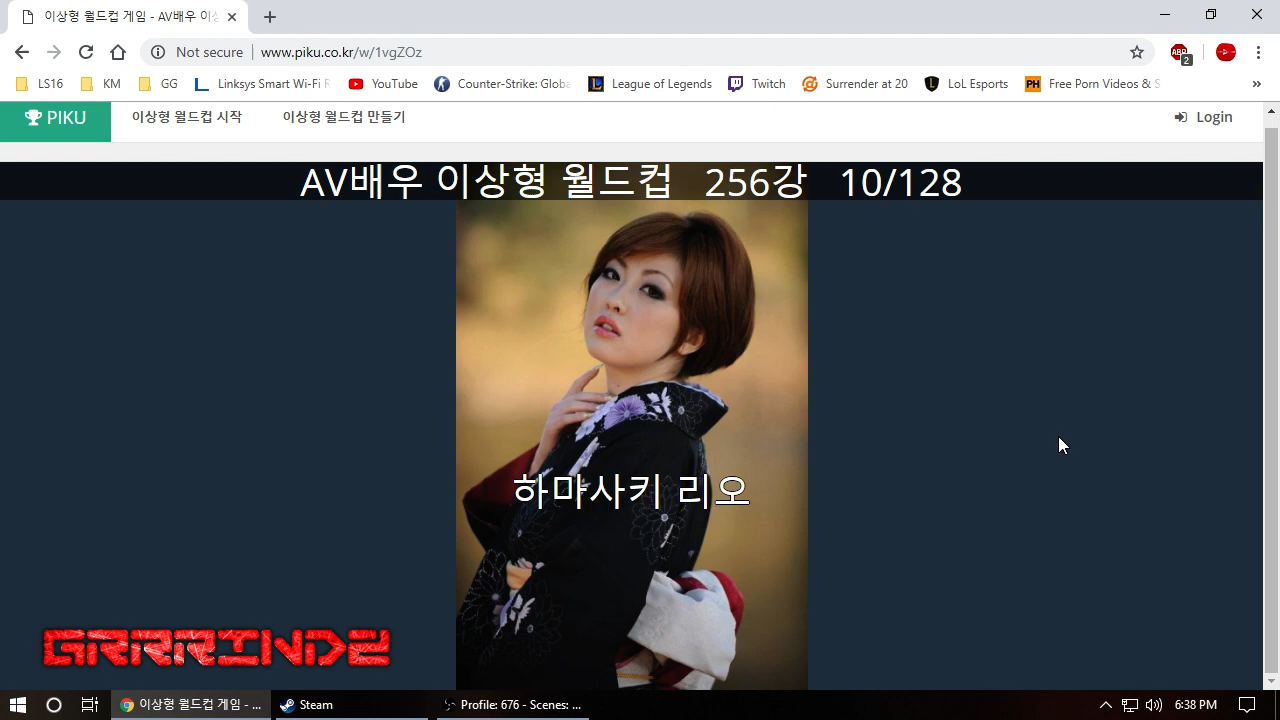 이상형 월드컵 게임 - AV배우 이상
Not secure
www.piku.co.kr/w/1vgZOz
ABP
2
LS16
KM
GG
Linksys Smart Wi-Fi R
YouTube
Counter-Strike: Globa
League of Legends
Twitch
Surrender at 20
LoL Esports
PH
Free Porn Videos & S
»
PIKU
이상형 월드컵 시작
이상형 월드컵 만들기
Login
AV배우 이상형 월드컵 256강 10/128
하마사키 리오
GRRRINDZ
이상형 월드컵 게임 - ...
Steam
Profile: 676 - Scenes: ...
6:38 PM